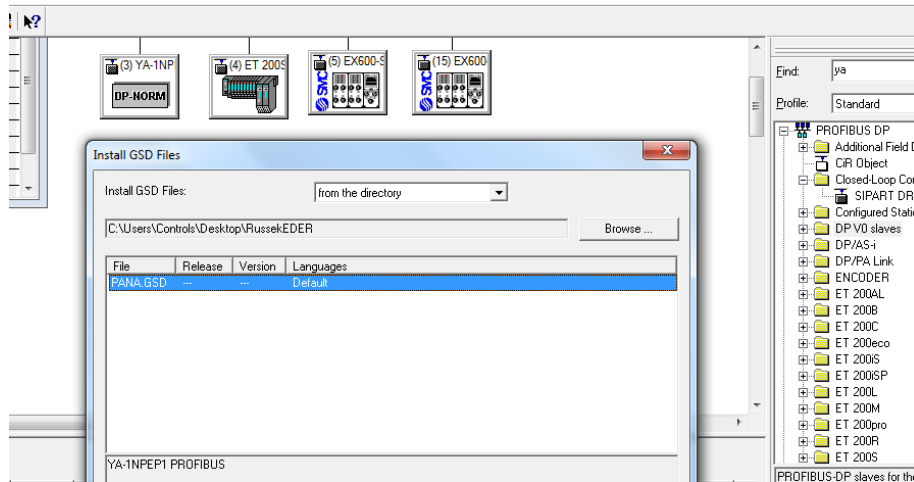 (3) YA-1NP
(4) ET 200S
(5) EX600-S
(15) EX600
DP-NORM
SMC
SMC
Find:
ya
Profile:
Standard
PROFIBUS DP
Additional Field D
CiR Object
Closed-Loop Con
SIPART DR
Configured Stati
DP V0 slaves
DP/AS-i
DP/PA Link
ENCODER
ET 200AL
ET 200B
ET 200C
ET 200eco
ET 200iS
ET 200iSP
ET 200L
ET 200M
ET 200pro
ET 200R
ET 200S
PROFIBUS-DP slaves for the
Install GSD Files
Install GSD Files:
from the directory
C:\Users\Controls\Desktop\RussekEDER
Browse ...
File Release Version Languages
PANA.GSD --- --- Default
YA-1NPEP1 PROFIBUS